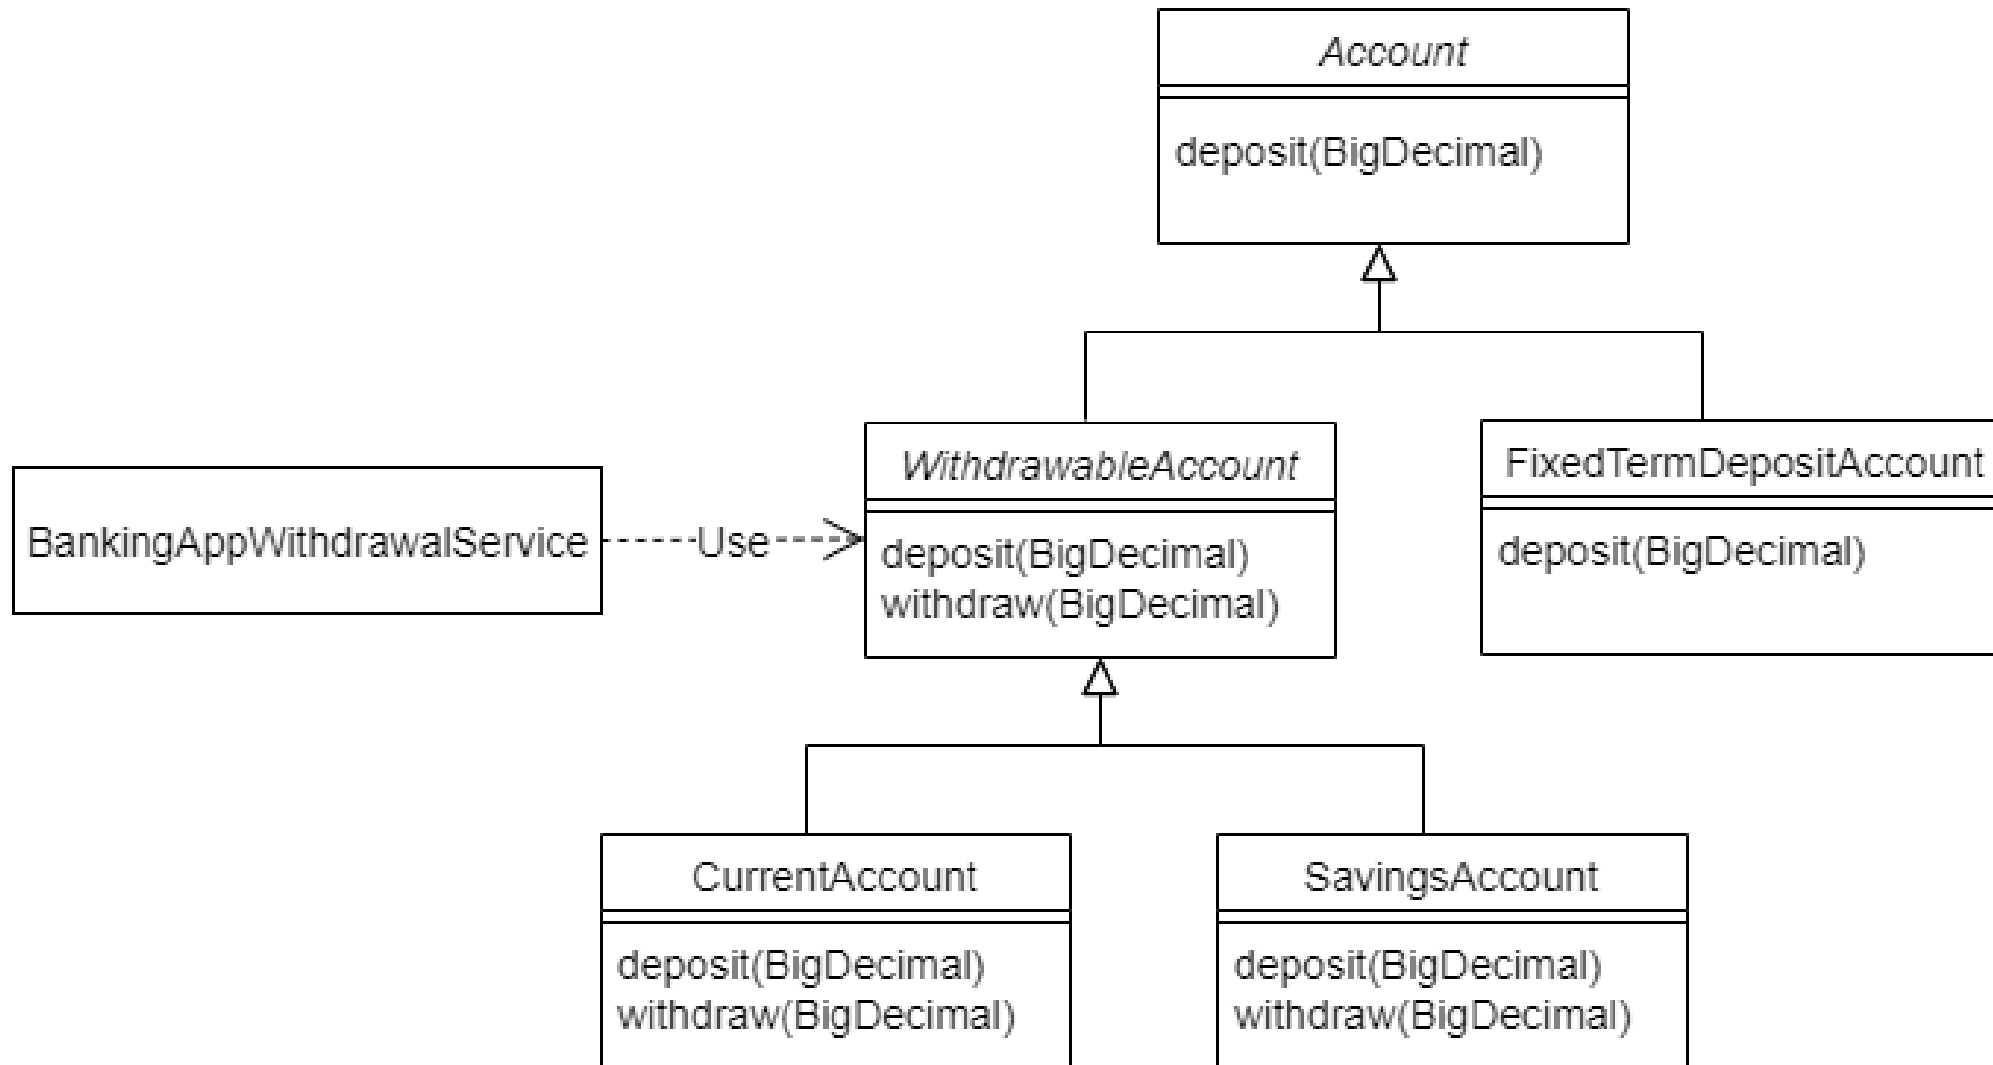 Account
deposit(BigDecimal)
WithdrawableAccount
deposit(BigDecimal)
withdraw(BigDecimal)
FixedTermDepositAccount
deposit(BigDecimal)
BankingAppWithdrawalService
Use
CurrentAccount
deposit(BigDecimal)
withdraw(BigDecimal)
SavingsAccount
deposit(BigDecimal)
withdraw(BigDecimal)